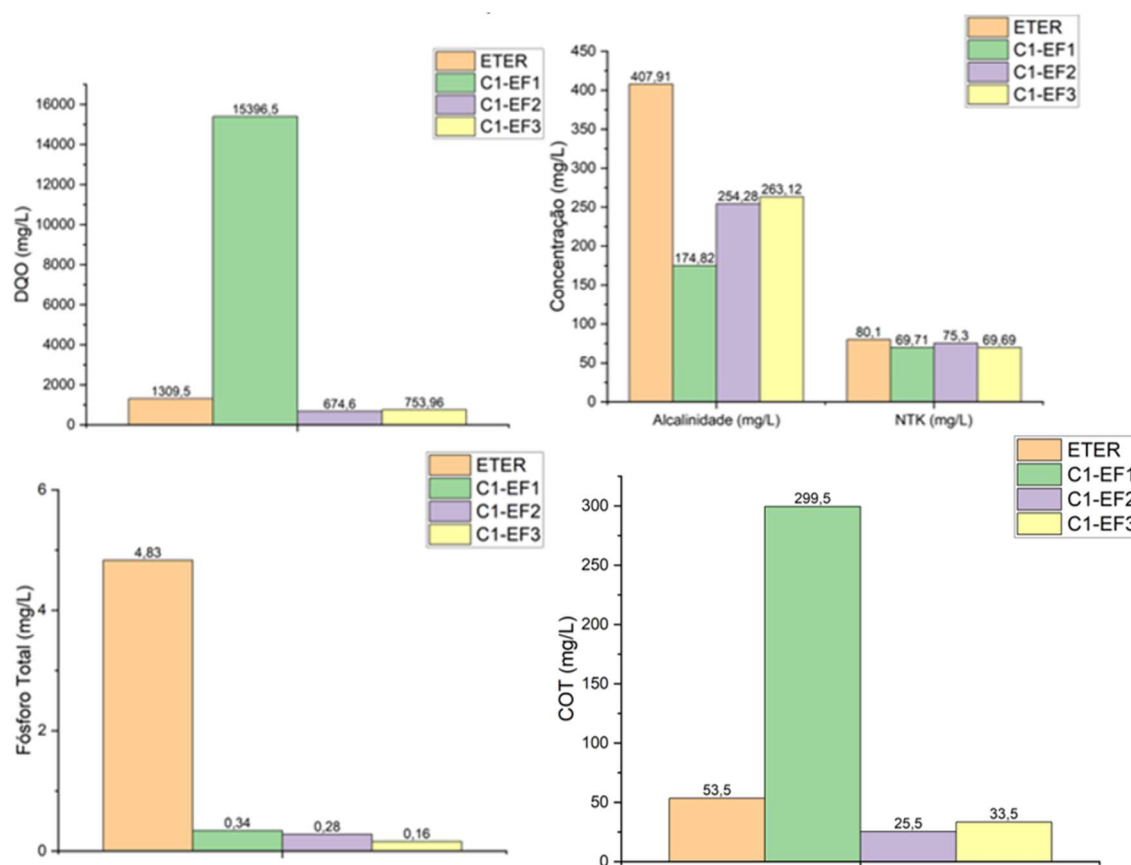 ETER
C1-EF1
C1-EF2
C1-EF3
DQO (mg/L)
16000
14000
12000
10000
8000
6000
4000
2000
0
1309,5
15396,5
674,6
753,96
ETER
C1-EF1
C1-EF2
C1-EF3
Concentração (mg/L)
450
400
350
300
250
200
150
100
50
0
407,91
174,82
254,28
263,12
80,1
69,71
75,3
69,69
Alcalinidade (mg/L)
NTK (mg/L)
ETER
C1-EF1
C1-EF2
C1-EF3
Fósforo Total (mg/L)
6
4
2
0
4,83
0,34
0,28
0,16
ETER
C1-EF1
C1-EF2
C1-EF3
COT (mg/L)
300
250
200
150
100
50
0
53,5
299,5
25,5
33,5